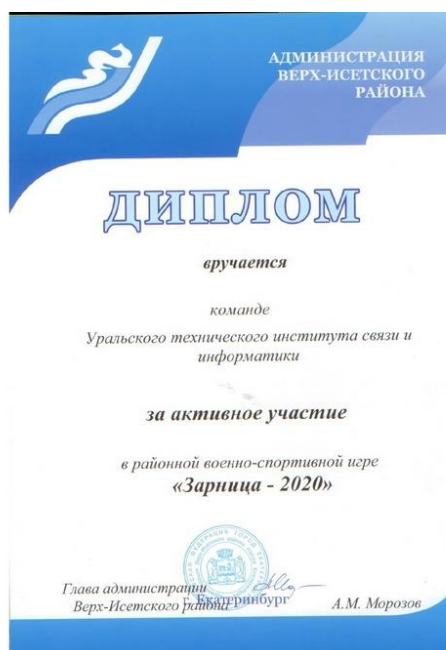 АДМИНИСТРАЦИЯ
ВЕРХ-ИСЕТСКОГО
РАЙОНА
ДИПЛОМ
вручается
команде
Уральского технического института связи и
информатики
за активное участие
в районной военно-спортивной игре
«Зарница - 2020»
Глава администрации
Верх-Исетского района
г. Екатеринбург
А.М. Морозов